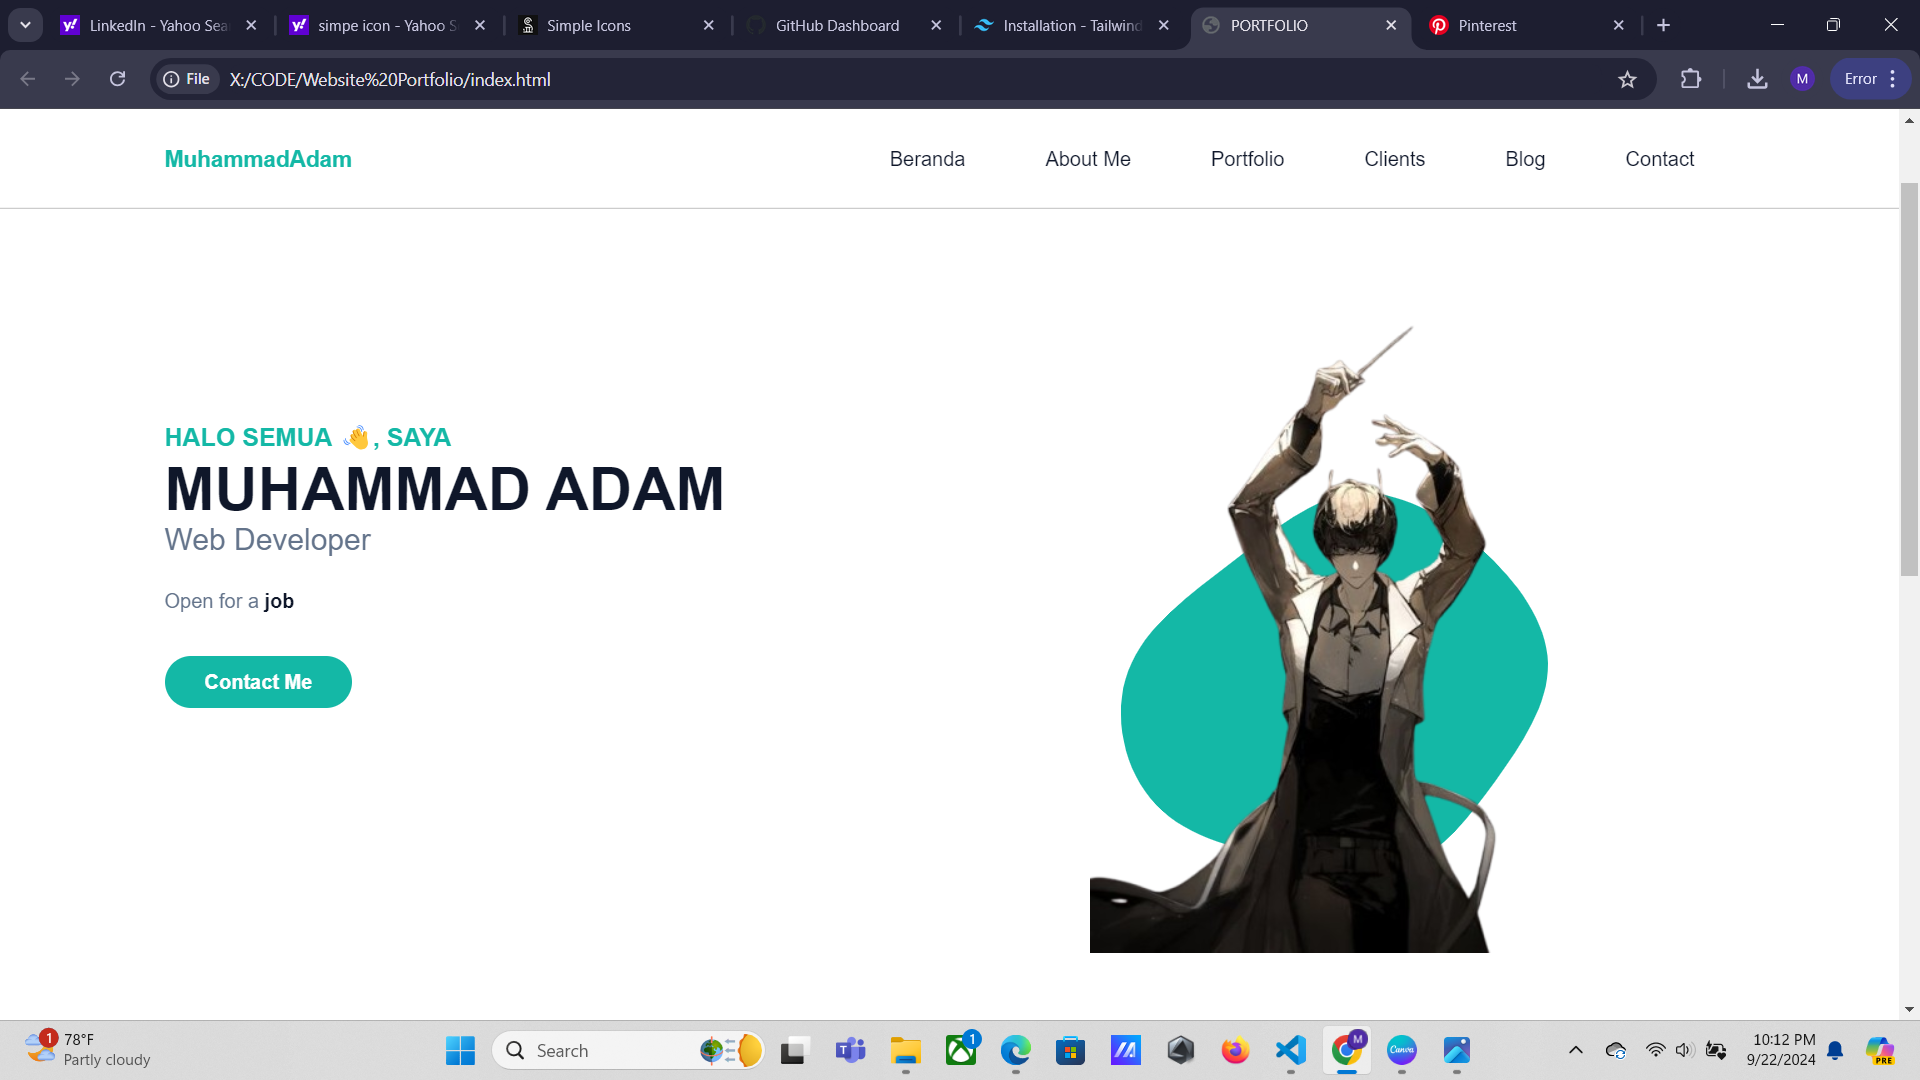 LinkedIn - Yahoo Sea
simpe icon - Yahoo S
Simple Icons
GitHub Dashboard
Installation - Tailwind
PORTFOLIO
Pinterest
File
X:/CODE/Website%20Portfolio/index.html
M
Error
MuhammadAdam
Beranda
About Me
Portfolio
Clients
Blog
Contact
HALO SEMUA 👋, SAYA
MUHAMMAD ADAM
Web Developer
Open for a job
Contact Me
1
78°F
Partly cloudy
Search
1
M
Canva
10:12 PM
9/22/2024
PRE